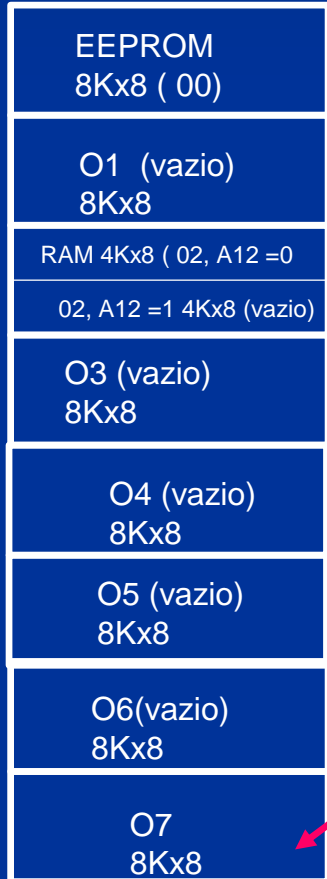 EEPROM
8Kx8 ( 00)
O1 (vazio)
8Kx8
RAM 4Kx8 ( 02, A12 =0
02, A12 =1 4Kx8 (vazio)
O3 (vazio)
8Kx8
O4 (vazio)
8Kx8
O5 (vazio)
8Kx8
O6(vazio)
8Kx8
O7
8Kx8